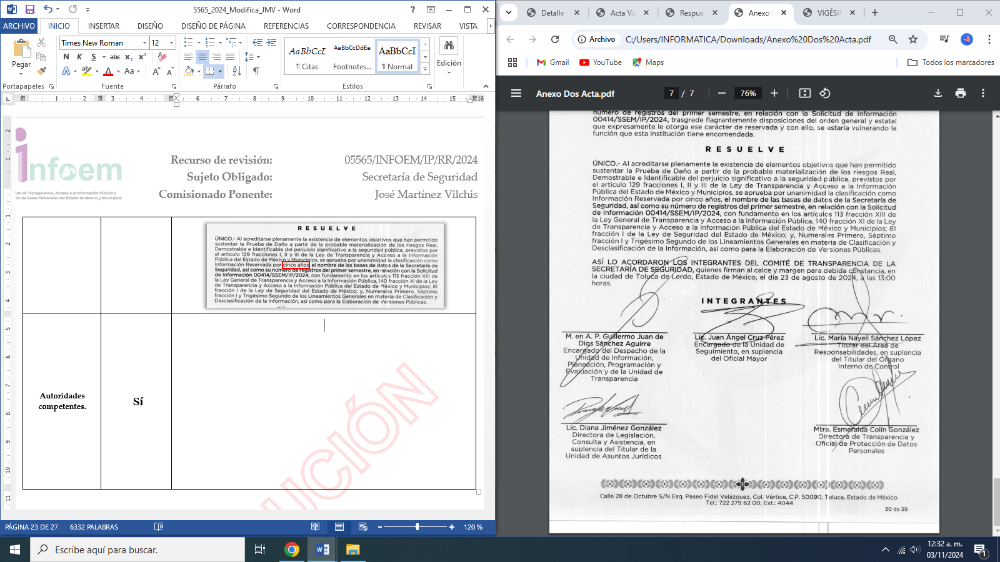 5565_2024_Modifica_JMV - Word
ARCHIVO INICIO INSERTAR DISEÑO DISEÑO DE PÁGINA REFERENCIAS CORRESPONDENCIA REVISAR VISTA
Times New Roman 12
Pegar
N K S abc X₂ X²
A A Aa A A
AaBbCcI AaBbCcDdEe AaBbCcI
¶ Citas Footnotes... ¶ Normal
Edición
Portapapeles Fuente Párrafo Estilos
1 2 3 4 6 7 8 9 10 11 12 13 14 15 16
infoem
uto de Transparencia, Acceso a la Información Pública y
ón de Datos Personales del Estado de México y Municipios
Recurso de revisión: 05565/INFOEM/IP/RR/2024
Sujeto Obligado: Secretaría de Seguridad
Comisionado Ponente: José Martínez Vilchis
RESUELVE
ÚNICO.- Al acreditarse plenamente la existencia de elementos objetivos que han permitido
sustentar la Prueba de Daño a partir de la probable materialización de los riesgos Real,
Demostrable e Identificable del perjuicio significativo a la seguridad pública, previstos por
el artículo 129 fracciones I, II y III de la Ley de Transparencia y Acceso a la Información
Pública del Estado de México y Municipios, se aprueba por unanimidad la clasificación como
Información Reservada por cinco años, el nombre de las bases de datos de la Secretaría de
Seguridad, así como su número de registros del primer semestre, en relación con la Solicitud
de Información 00414/SSEM/IP/2024, con fundamento en los artículos 113 fracción XIII de
la Ley General de Transparencia y Acceso a la Información Pública, 140 fracción XI de la Ley
de Transparencia y Acceso a la Información Pública del Estado de México y Municipios; 81
fracción I de la Ley de Seguridad del Estado de México; y, Numerales Primero, Séptimo
fracción I y Trigésimo Segundo de los Lineamientos Generales en materia de Clasificación y
Desclasificación de la Información, así como para la Elaboración de Versiones Públicas.
Autoridades
competentes.
Sí
UCIÓN
PÁGINA 23 DE 27 6332 PALABRAS 120 %
Detalle Acta Vig Respue Anexo VIGÉSIM
Archivo C:/Users/INFORMATICA/Downloads/Anexo%20Dos%20Acta.pdf
Gmail YouTube Maps Todos los marcadores
Anexo Dos Acta.pdf 7 / 7 76%
número de registros del primer semestre, en relación con la Solicitud de Información
00414/SSEM/IP/2024, trasgrede flagrantemente disposiciones del orden general y estatal
que expresamente le otorga ese carácter de reservada y con ello, se estaría vulnerando la
función que esta institución tiene encomendada.
RESUELVE
ÚNICO.- Al acreditarse plenamente la existencia de elementos objetivos que han permitido
sustentar la Prueba de Daño a partir de la probable materialización de los riesgos Real,
Demostrable e Identificable del perjuicio significativo a la seguridad pública, previstos por
el artículo 129 fracciones I, II y III de la Ley de Transparencia y Acceso a la Información
Pública del Estado de México y Municipios, se aprueba por unanimidad la clasificación como
Información Reservada por cinco años, el nombre de las bases de datos de la Secretaría de
Seguridad, así como su número de registros del primer semestre, en relación con la Solicitud
de Información 00414/SSEM/IP/2024, con fundamento en los artículos 113 fracción XIII de
la Ley General de Transparencia y Acceso a la Información Pública, 140 fracción XI de la Ley
de Transparencia y Acceso a la Información Pública del Estado de México y Municipios; 81
fracción I de la Ley de Seguridad del Estado de México; y, Numerales Primero, Séptimo
fracción I y Trigésimo Segundo de los Lineamientos Generales en materia de Clasificación y
Desclasificación de la Información, así como para la Elaboración de Versiones Públicas.
ASÍ LO ACORDARON LOS INTEGRANTES DEL COMITÉ DE TRANSPARENCIA DE LA
SECRETARÍA DE SEGURIDAD, quienes firman al calce y margen para debida constancia, en
la ciudad de Toluca de Lerdo, Estado de México, el día 23 de agosto de 2024, a las 13:00
horas.
INTEGRANTES
M. en A. P. Guillermo Juan de
Dios Sánchez Aguirre
Encargado del Despacho de la
Unidad de Información,
Planeación, Programación y
Evaluación y de la Unidad de
Transparencia
Lic. Juan Ángel Cruz Pérez
Encargado de la Unidad de
Seguimiento, en suplencia
del Oficial Mayor
Lic. María Nayeli Sánchez López
Titular del Área de
Responsabilidades, en suplencia
del Titular del Órgano
Interno de Control
Lic. Diana Jiménez González
Directora de Legislación,
Consulta y Asistencia, en
suplencia del Titular de la
Unidad de Asuntos Jurídicos
Mtra. Esmeralda Colín González
Directora de Transparencia y
Oficial de Protección de Datos
Personales
Calle 28 de Octubre S/N Esq. Paseo Fidel Velázquez, Col. Vértice, C.P. 50090, Toluca, Estado de México.
Tel.: 722 279 62 00, Ext.: 4044
30 de 39
Escribe aquí para buscar.
12:32 a. m.
03/11/2024
1